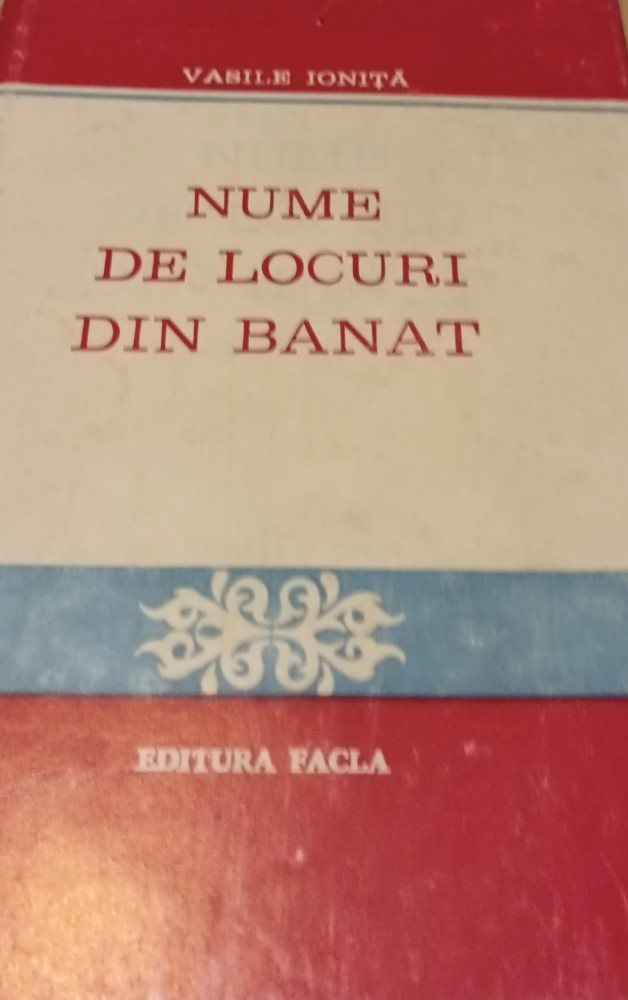 VASILE IONIȚĂ
NUME
DE LOCURI
DIN BANAT
EDITURA FACLA